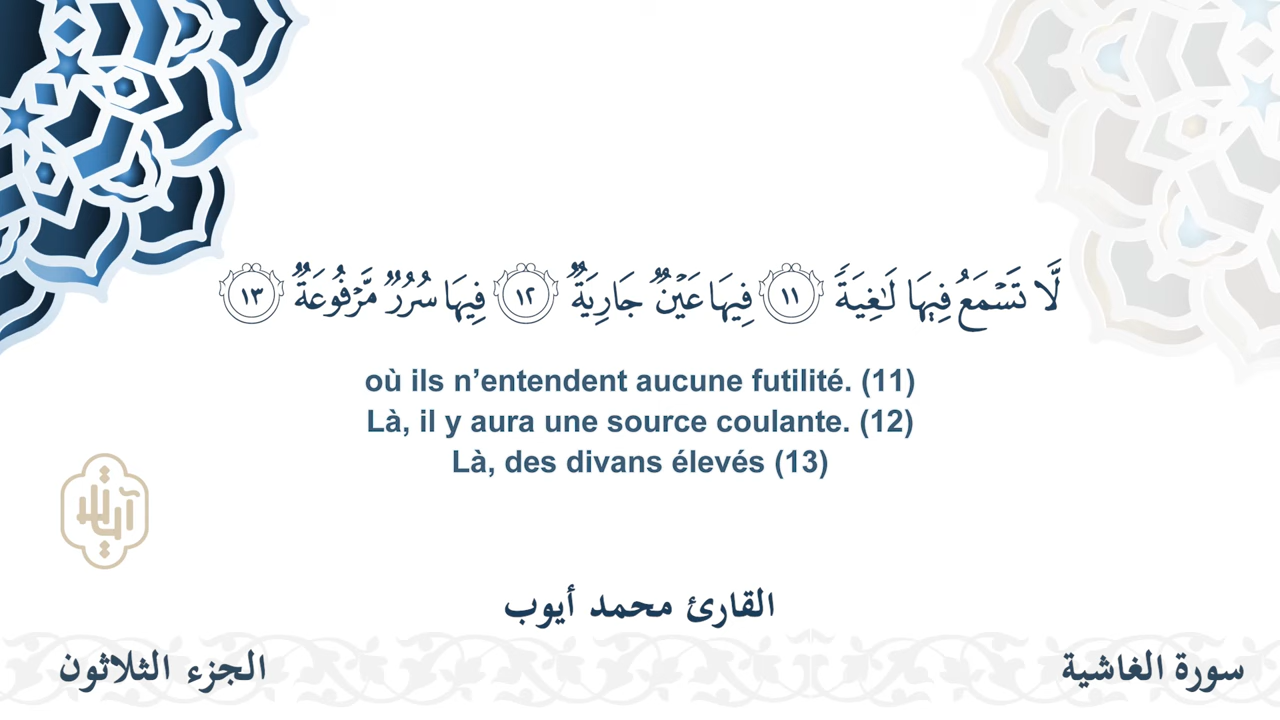 لَّا تَسۡمَعُ فِيهَا لَٰغِيَةٗ ١١ فِيهَا عَيۡنٞ جَارِيَةٞ ١٢ فِيهَا سُرُرٞ مَّرۡفُوعَةٞ ١٣
où ils n’entendent aucune futilité. (11)
Là, il y aura une source coulante. (12)
Là, des divans élevés (13)
القارئ محمد أيوب
سورة الغاشية
الجزء الثلاثون